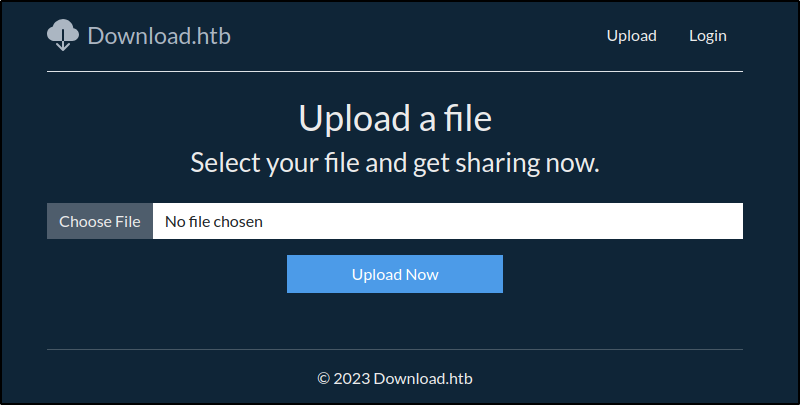 Download.htb
Upload Login
Upload a file
Select your file and get sharing now.
Choose File No file chosen
Upload Now
© 2023 Download.htb